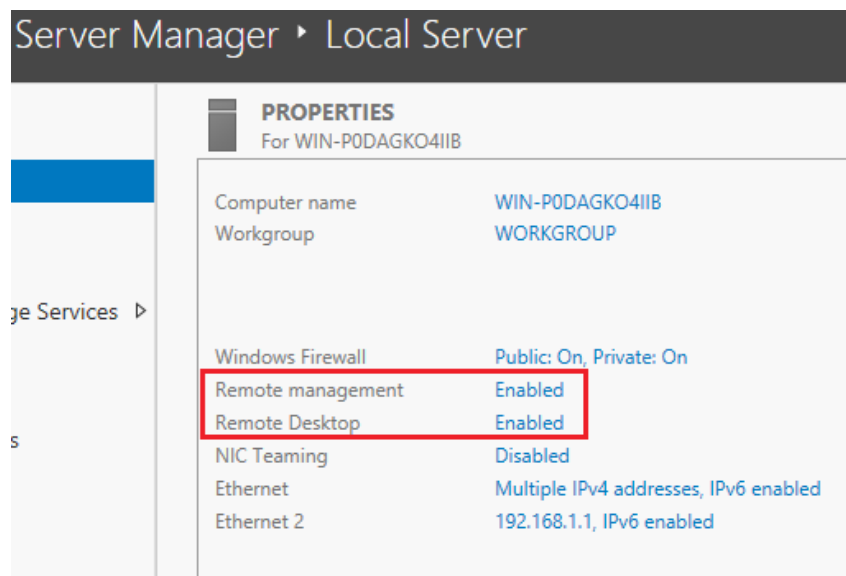 Server Manager ‣ Local Server
PROPERTIES
For WIN-P0DAGKO4IIB
Computer name WIN-P0DAGKO4IIB
Workgroup WORKGROUP
ge Services ▷
Windows Firewall Public: On, Private: On
Remote management Enabled
Remote Desktop Enabled
s
NIC Teaming Disabled
Ethernet Multiple IPv4 addresses, IPv6 enabled
Ethernet 2 192.168.1.1, IPv6 enabled